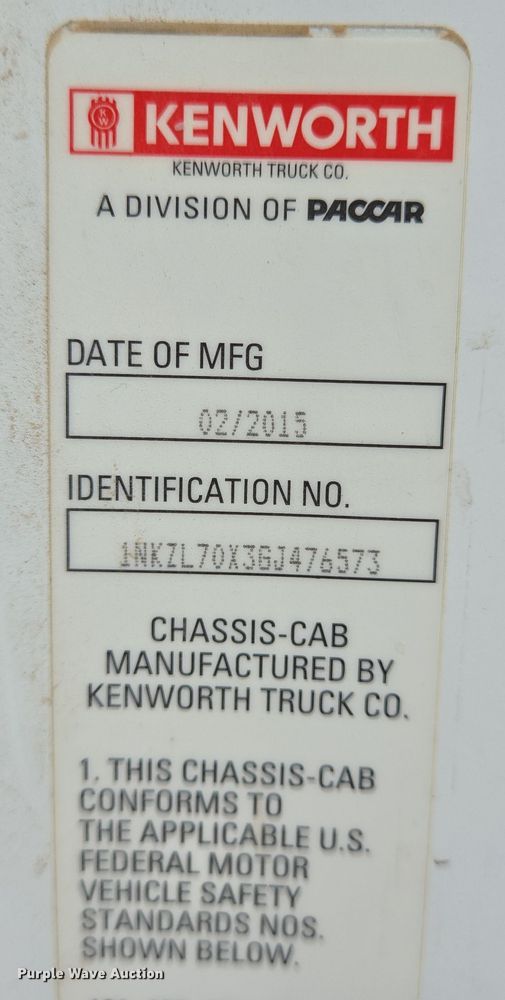 KW
KENWORTH
KENWORTH TRUCK CO.
A DIVISION OF PACCAR
DATE OF MFG
02/2015
IDENTIFICATION NO.
1NKZL70X3GJ476573
CHASSIS-CAB
MANUFACTURED BY
KENWORTH TRUCK CO.
1. THIS CHASSIS-CAB
CONFORMS TO
THE APPLICABLE U.S.
FEDERAL MOTOR
VEHICLE SAFETY
STANDARDS NOS.
SHOWN BELOW.
Purple Wave Auction